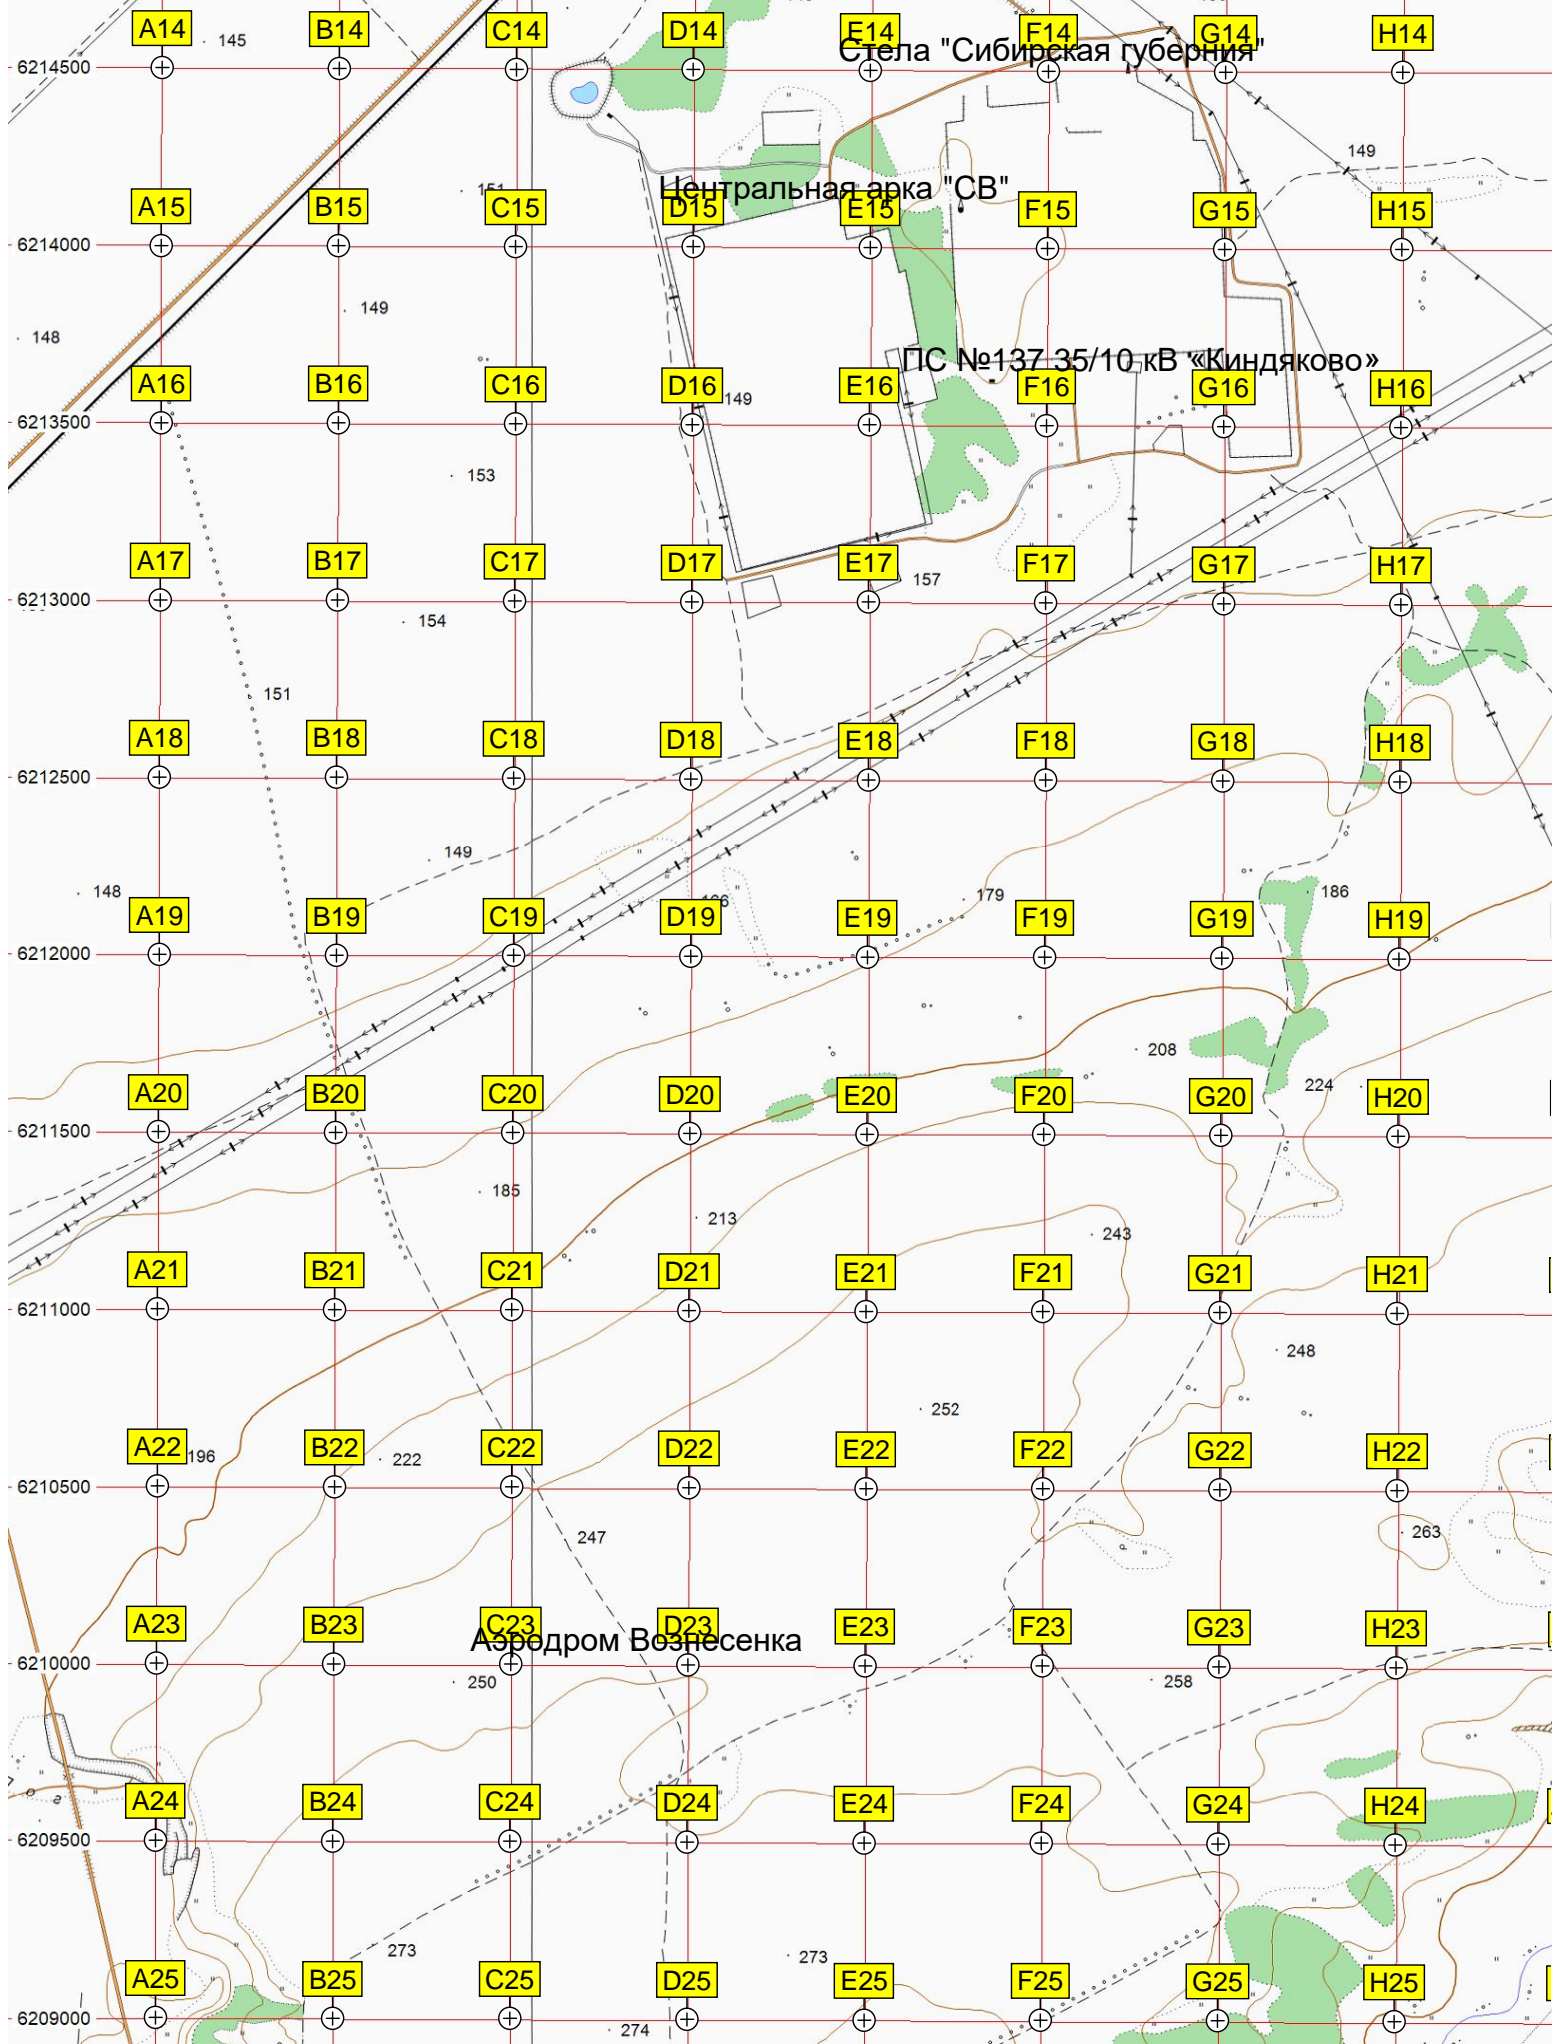 A14 B14 C14 D14 E14 F14 G14 H14
145
Стела "Сибирская губерния"
6214500
149
151
Центральная арка "СВ"
A15 B15 C15 D15 E15 F15 G15 H15
6214000
149
148
ПС №137 35/10 кВ «Киндяково»
A16 B16 C16 D16 E16 F16 G16 H16
149
6213500
153
A17 B17 C17 D17 E17 F17 G17 H17
157
6213000
154
151
A18 B18 C18 D18 E18 F18 G18 H18
6212500
149
148
179
186
A19 B19 C19 D19 E19 F19 G19 H19
6212000
208
224
A20 B20 C20 D20 E20 F20 G20 H20
6211500
185
213
243
A21 B21 C21 D21 E21 F21 G21 H21
6211000
248
252
A22 B22 C22 D22 E22 F22 G22 H22
196
222
6210500
263
247
A23 B23 C23 D23 E23 F23 G23 H23
Аэродром Вознесенка
6210000
250
258
A24 B24 C24 D24 E24 F24 G24 H24
6209500
273
273
A25 B25 C25 D25 E25 F25 G25 H25
6209000
274